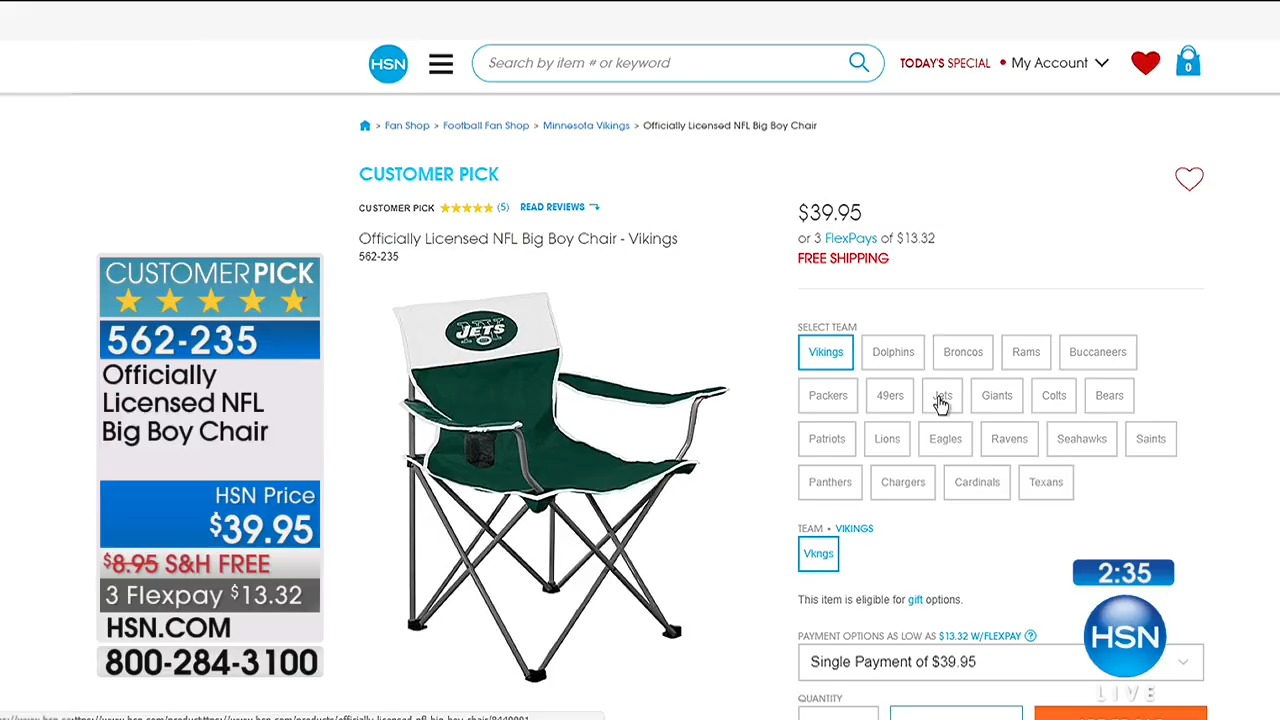 HSN
Search by item # or keyword
TODAY'S SPECIAL
My Account
0
> Fan Shop > Football Fan Shop > Minnesota Vikings > Officially Licensed NFL Big Boy Chair
CUSTOMER PICK
CUSTOMER PICK (5) READ REVIEWS
Officially Licensed NFL Big Boy Chair - Vikings
562-235
JETS
$39.95
or 3 FlexPays of $13.32
FREE SHIPPING
SELECT TEAM
Vikings Dolphins Broncos Rams Buccaneers
Packers 49ers Jets Giants Colts Bears
Patriots Lions Eagles Ravens Seahawks Saints
Panthers Chargers Cardinals Texans
TEAM • VIKINGS
Vkngs
This item is eligible for gift options.
PAYMENT OPTIONS AS LOW AS $13.32 W/FLEXPAY ?
Single Payment of $39.95
QUANTITY
CUSTOMER PICK
562-235
Officially
Licensed NFL
Big Boy Chair
HSN Price
$39.95
$8.95 S&H FREE
3 Flexpay $13.32
HSN.COM
800-284-3100
2:35
HSN
LIVE